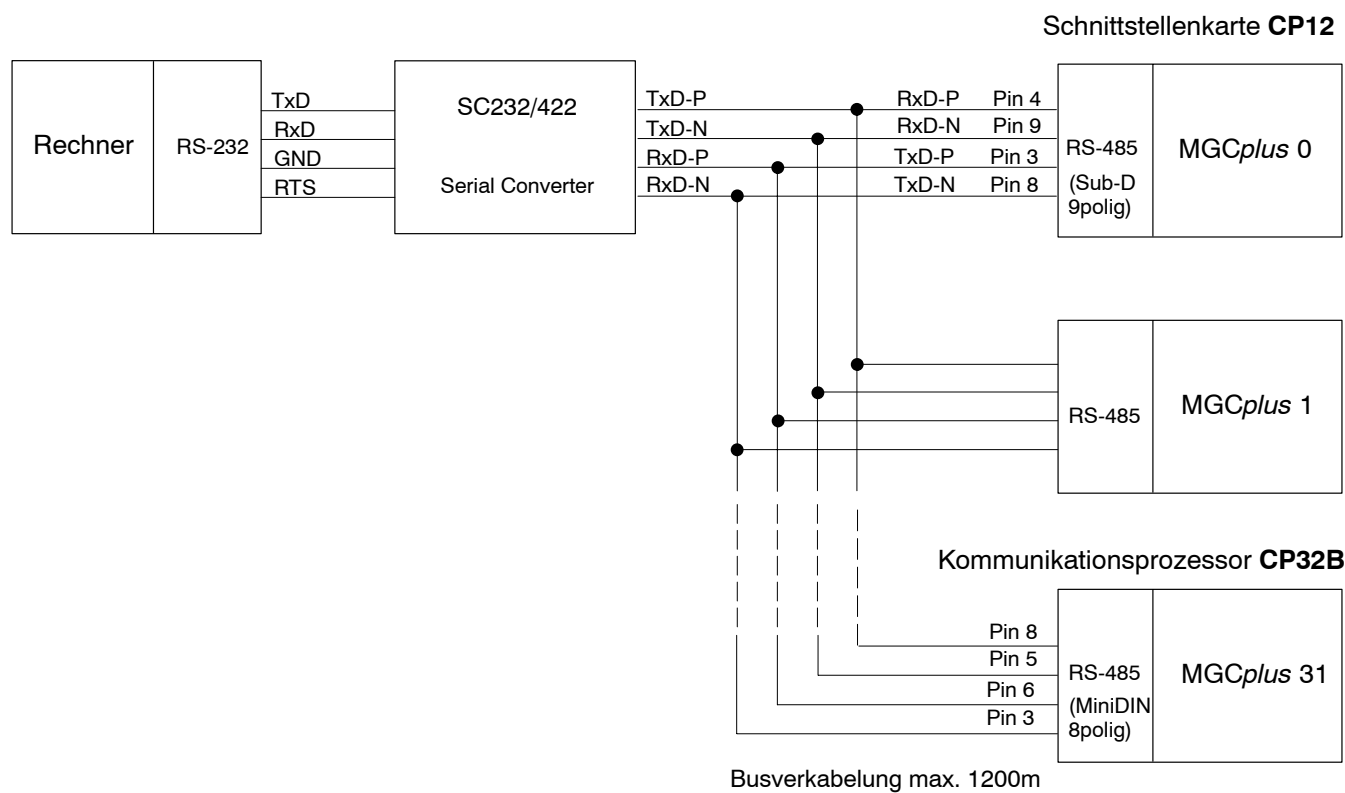 Schnittstellenkarte CP12
Rechner
RS-232
TxD
RxD
GND
RTS
SC232/422
Serial Converter
TxD-P
TxD-N
RxD-P
RxD-N
RxD-P Pin 4
RxD-N Pin 9
TxD-P Pin 3
TxD-N Pin 8
RS-485
(Sub-D
9polig)
MGCplus 0
RS-485
MGCplus 1
Kommunikationsprozessor CP32B
Pin 8
Pin 5
Pin 6
Pin 3
RS-485
(MiniDIN
8polig)
MGCplus 31
Busverkabelung max. 1200m